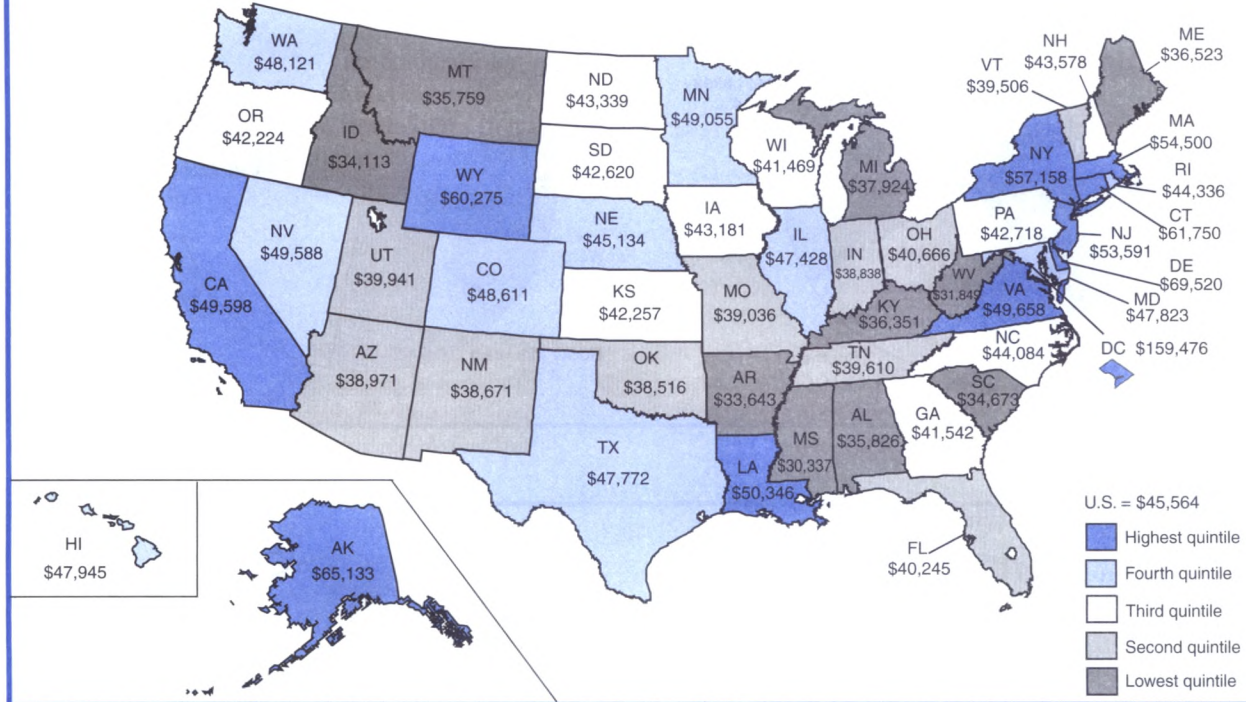 WA
$48,121
MT
$35,759
ND
$43,339
MN
$49,055
OR
$42,224
ID
$34,113
WY
$60,275
SD
$42,620
WI
$41,469
MI
$37,924
VT
$39,506
NH
$43,578
ME
$36,523
NY
$57,158
MA
$54,500
RI
$44,336
CT
$61,750
NJ
$53,591
DE
$69,520
MD
$47,823
DC $159,476
CA
$49,598
NV
$49,588
UT
$39,941
CO
$48,611
NE
$45,134
IA
$43,181
IL
$47,428
IN
$38,838
OH
$40,666
PA
$42,718
WV
$31,849
VA
$49,658
KS
$42,257
MO
$39,036
KY
$36,351
NC
$44,084
TN
$39,610
AZ
$38,971
NM
$38,671
OK
$38,516
AR
$33,643
SC
$34,673
MS
$30,337
AL
$35,826
GA
$41,542
TX
$47,772
LA
$50,346
FL
$40,245
HI
$47,945
AK
$65,133
U.S. = $45,564
Highest quintile
Fourth quintile
Third quintile
Second quintile
Lowest quintile